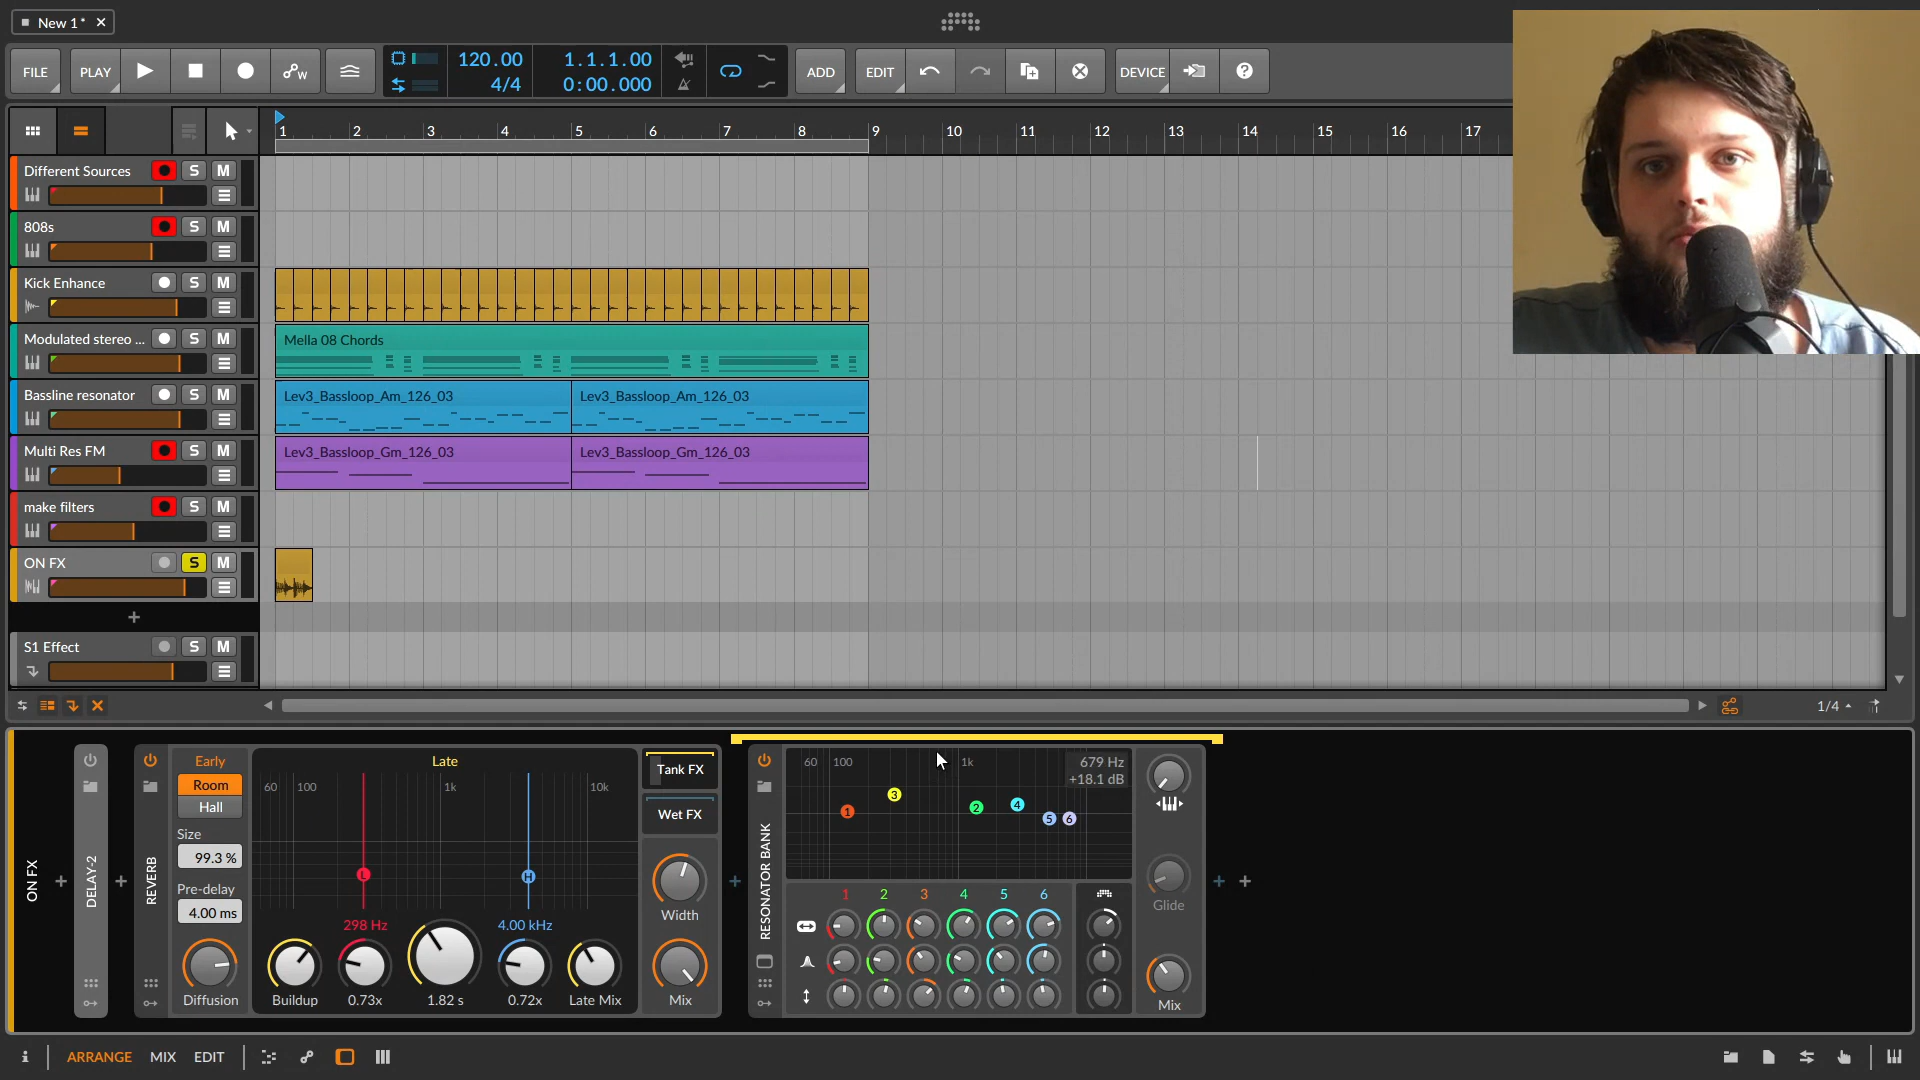 New 1*
FILE
PLAY
120.00
4/4
1.1.1.00
0:00.000
ADD
EDIT
DEVICE
1 2 3 4 5 6 7 8 9 10 11 12 13 14 15 16 17
Different Sources
S M
808s
S M
Kick Enhance
S M
Modulated stereo ...
S M
Mella 08 Chords
Bassline resonator
S M
Lev3_Bassloop_Am_126_03
Lev3_Bassloop_Am_126_03
Multi Res FM
S M
Lev3_Bassloop_Gm_126_03
Lev3_Bassloop_Gm_126_03
make filters
S M
ON FX
S M
S1 Effect
S M
1/4
ON FX
DELAY-2
REVERB
Early
Room
Hall
Size
99.3 %
Pre-delay
4.00 ms
Diffusion
Late
60 100 1k 10k
L
H
298 Hz
4.00 kHz
Buildup
0.73x
1.82 s
0.72x
Late Mix
Tank FX
Wet FX
Width
Mix
RESONATOR BANK
60 100 1k
679 Hz
+18.1 dB
1 3 2 4 5 6
1 2 3 4 5 6
Glide
Mix
ARRANGE
MIX
EDIT